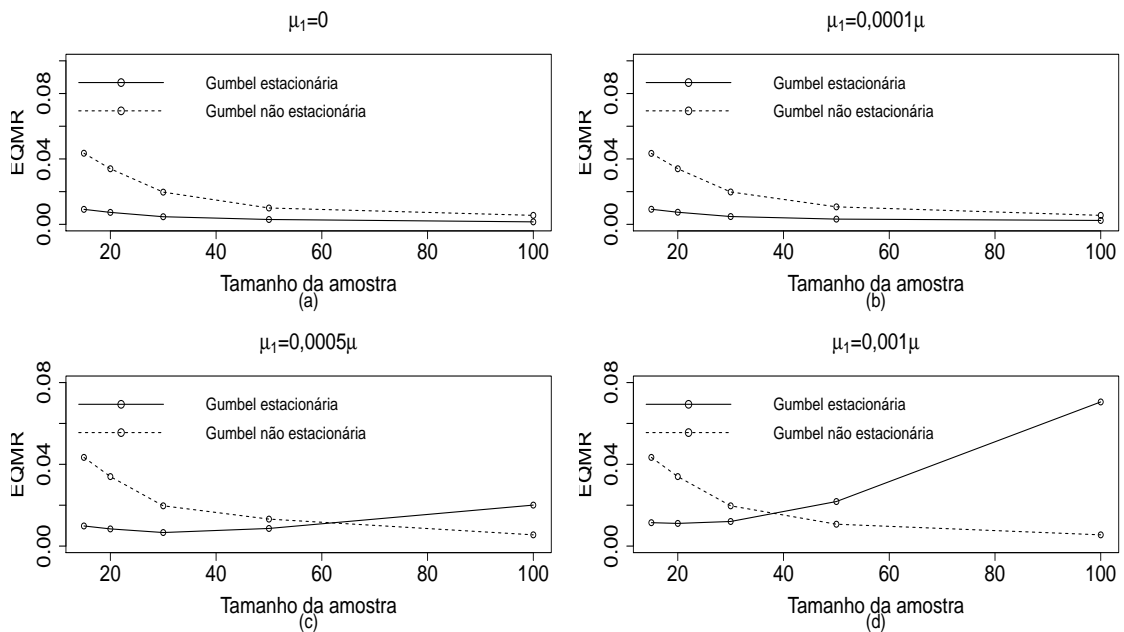 μ₁=0
EQMR
0.00 0.04 0.08
Gumbel estacionária
Gumbel não estacionária
20 40 60 80 100
Tamanho da amostra
(a)
μ₁=0,0001μ
EQMR
0.00 0.04 0.08
Gumbel estacionária
Gumbel não estacionária
20 40 60 80 100
Tamanho da amostra
(b)
μ₁=0,0005μ
EQMR
0.00 0.04 0.08
Gumbel estacionária
Gumbel não estacionária
20 40 60 80 100
Tamanho da amostra
(c)
μ₁=0,001μ
EQMR
0.00 0.04 0.08
Gumbel estacionária
Gumbel não estacionária
20 40 60 80 100
Tamanho da amostra
(d)